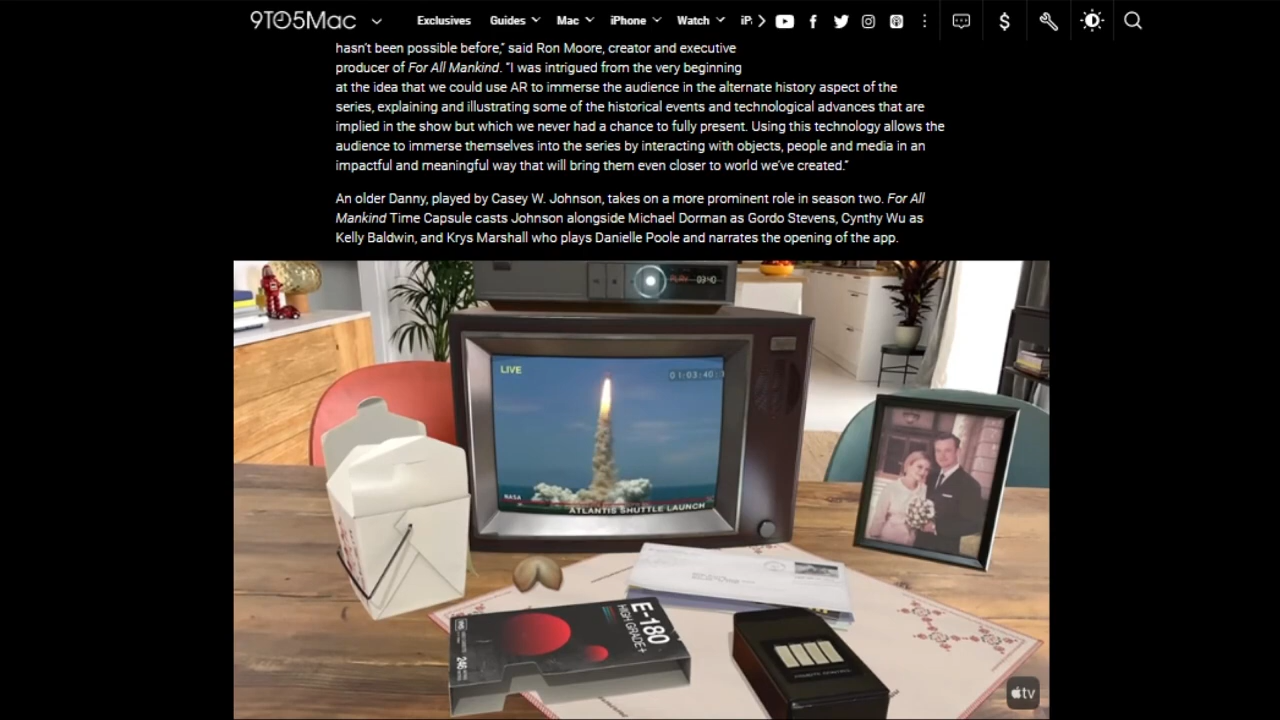 9TO5Mac
Exclusives Guides Mac iPhone Watch iP
hasn't been possible before,” said Ron Moore, creator and executive
producer of For All Mankind. “I was intrigued from the very beginning
at the idea that we could use AR to immerse the audience in the alternate history aspect of the
series, explaining and illustrating some of the historical events and technological advances that are
implied in the show but which we never had a chance to fully present. Using this technology allows the
audience to immerse themselves into the series by interacting with objects, people and media in an
impactful and meaningful way that will bring them even closer to world we've created.”
An older Danny, played by Casey W. Johnson, takes on a more prominent role in season two. For All
Mankind Time Capsule casts Johnson alongside Michael Dorman as Gordo Stevens, Cynthy Wu as
Kelly Baldwin, and Krys Marshall who plays Danielle Poole and narrates the opening of the app.
PLAY 03:40
LIVE
01:03:40:
NASA
ATLANTIS SHUTTLE LAUNCH
E-180
HIGH GRADE+
246
tv